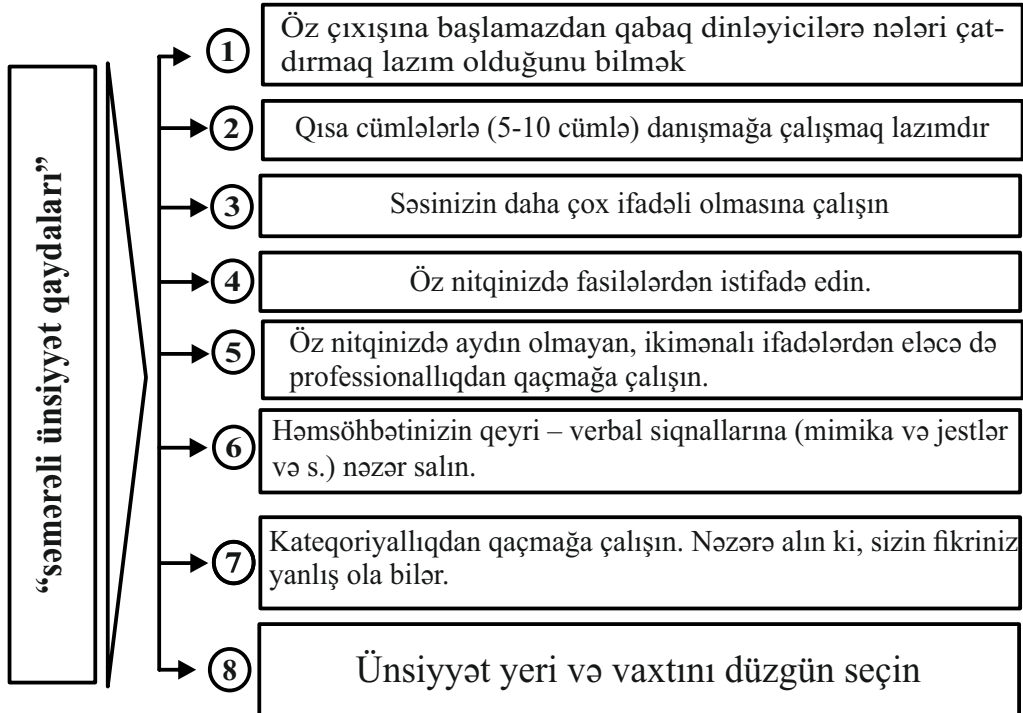 “səmərəli ünsiyyət qaydaları”
1
Öz çıxışına başlamazdan qabaq dinləyicilərə nələri çat-
dırmaq lazım olduğunu bilmək
2
Qısa cümlələrlə (5-10 cümlə) danışmağa çalışmaq lazımdır
3
Səsinizin daha çox ifadəli olmasına çalışın
4
Öz nitqinizdə fasilələrdən istifadə edin.
5
Öz nitqinizdə aydın olmayan, ikimənalı ifadələrdən eləcə də
professionallıqdan qaçmağa çalışın.
6
Həmsöhbətinizin qeyri – verbal siqnallarına (mimika və jestlər
və s.) nəzər salın.
7
Kateqoriyallıqdan qaçmağa çalışın. Nəzərə alın ki, sizin fikriniz
yanlış ola bilər.
8
Ünsiyyət yeri və vaxtını düzgün seçin